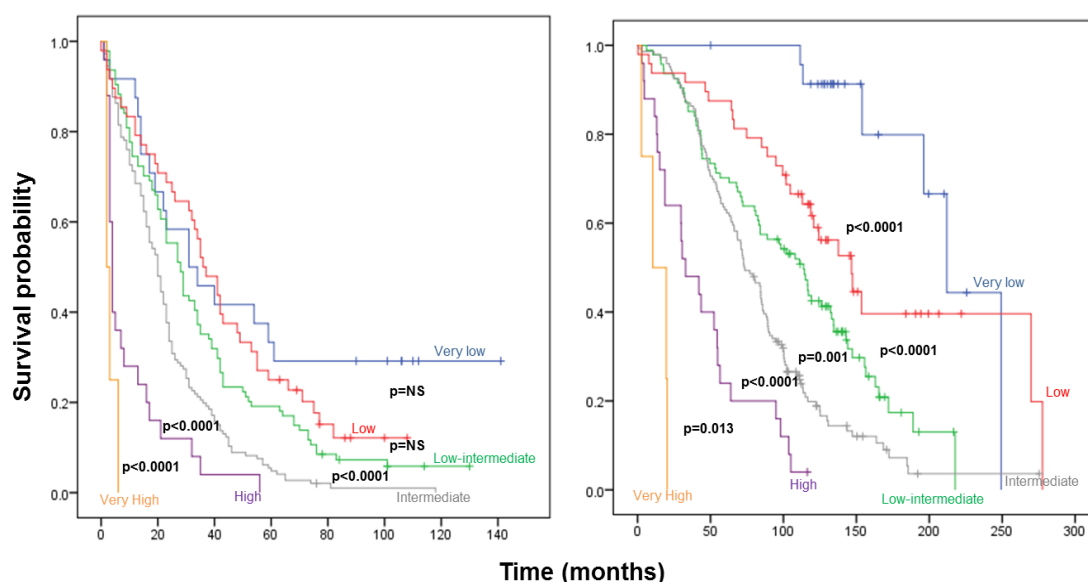 Survival probability
1.0
0.8
0.6
0.4
0.2
0.0
0 20 40 60 80 100 120 140
Very low
p=NS
Low
p=NS
Low-intermediate
p<0.0001
Intermediate
p<0.0001
High
p<0.0001
Very High
1.0
0.8
0.6
0.4
0.2
0.0
0 50 100 150 200 250 300
p<0.0001
Very low
p<0.0001
p=0.001
p<0.0001
Low
p=0.013
Intermediate
Very High
High
Low-intermediate
Time (months)